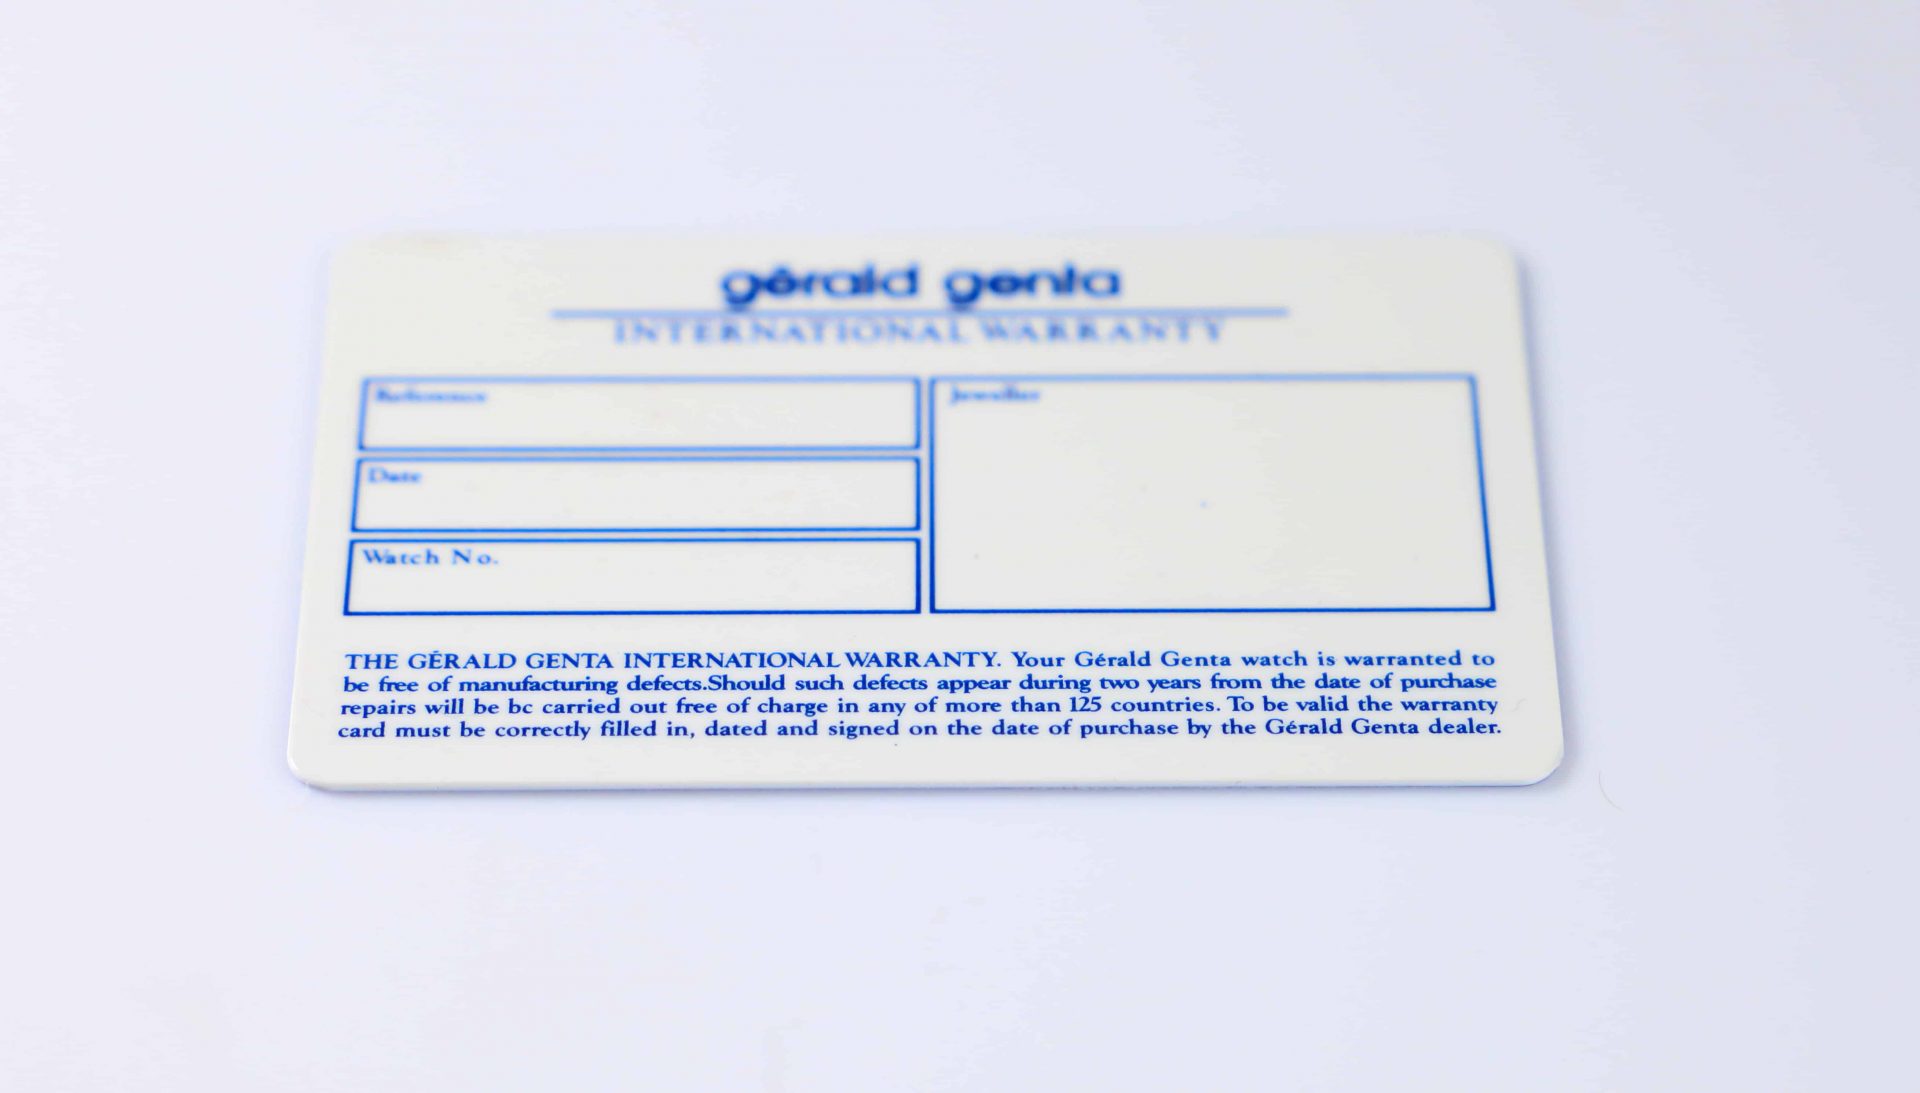 gérald genta
INTERNATIONAL WARRANTY
Reference
Jeweller
Date
Watch No.
THE GÉRALD GENTA INTERNATIONAL WARRANTY. Your Gérald Genta watch is warranted to
be free of manufacturing defects.Should such defects appear during two years from the date of purchase
repairs will be bc carried out free of charge in any of more than 125 countries. To be valid the warranty
card must be correctly filled in, dated and signed on the date of purchase by the Gérald Genta dealer.